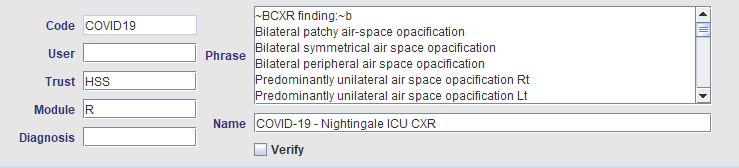 Code COVID19
User
Trust HSS
Module R
Diagnosis
Phrase
~BCXR finding:~b
Bilateral patchy air-space opacification
Bilateral symmetrical air space opacification
Bilateral peripheral air space opacification
Predominantly unilateral air space opacification Rt
Predominantly unilateral air space opacification Lt
Name COVID-19 - Nightingale ICU CXR
Verify